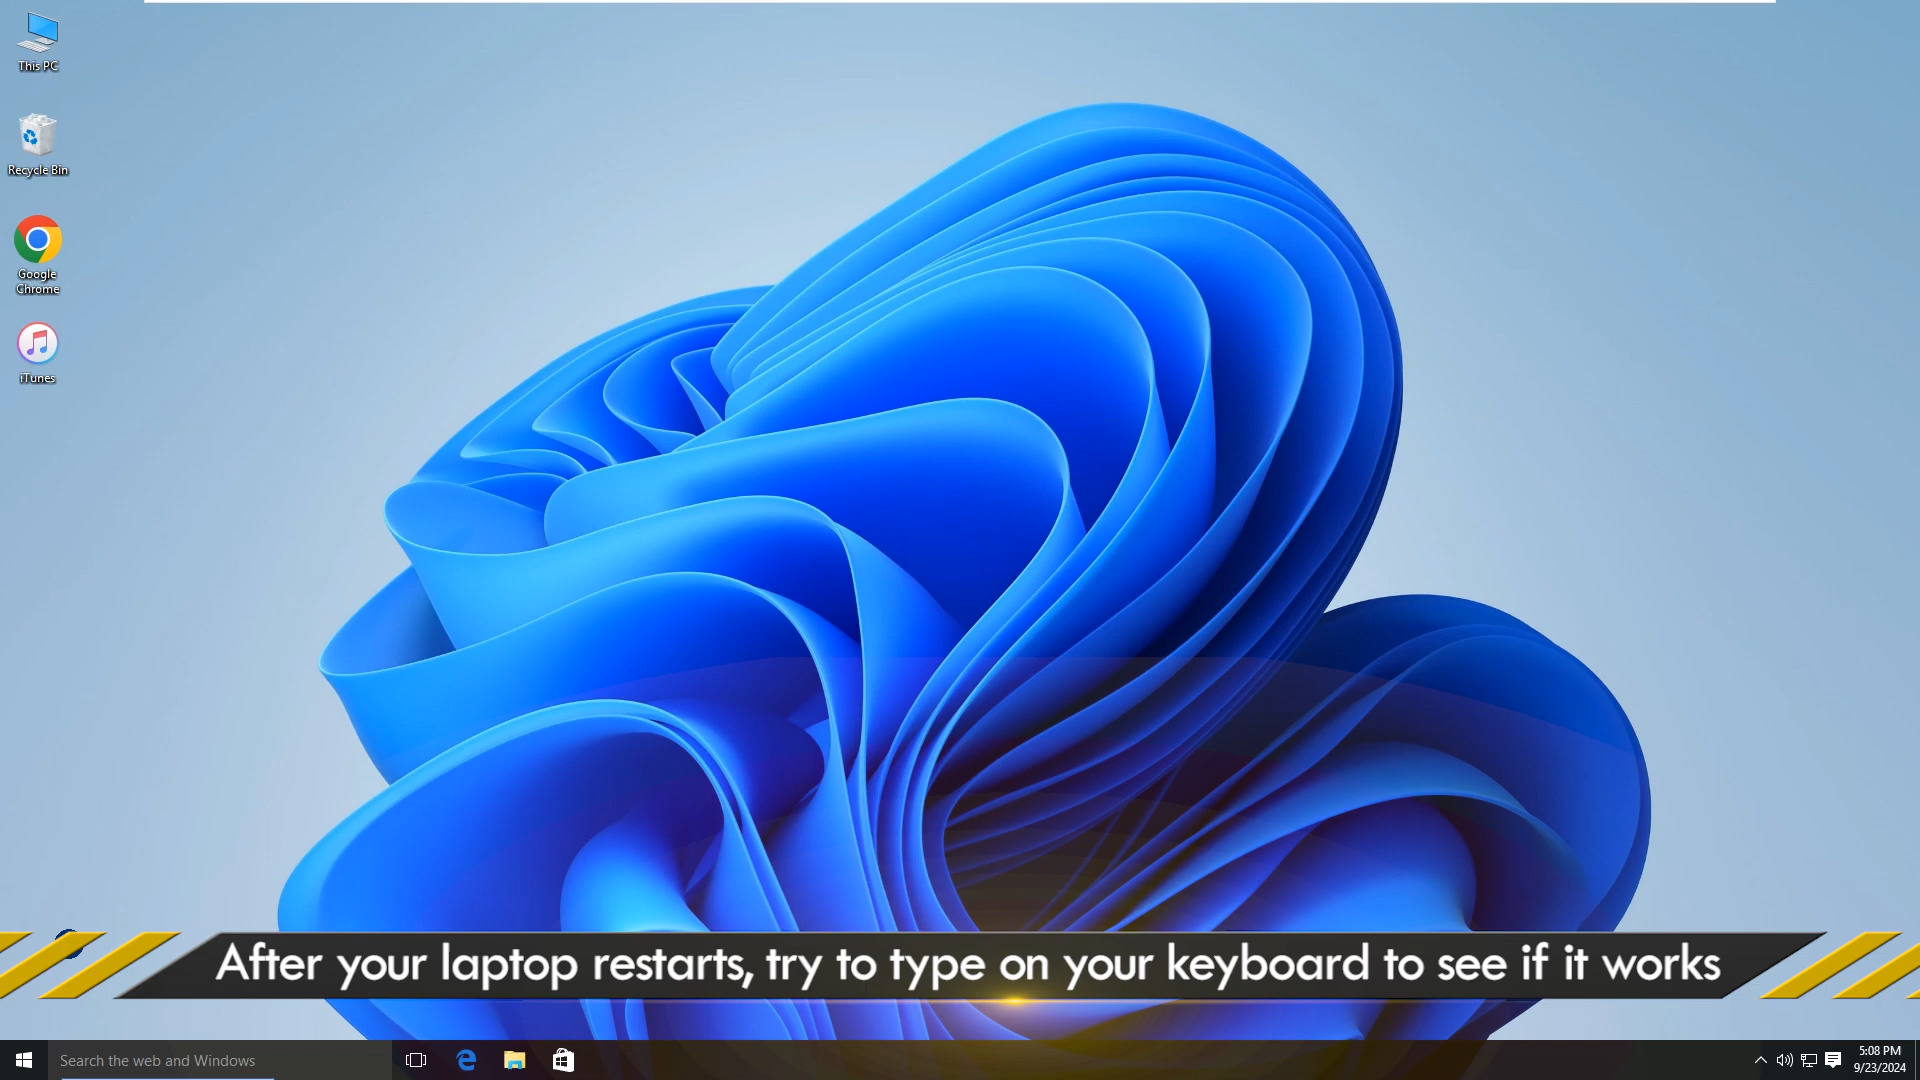 This PC
Recycle Bin
Google
Chrome
iTunes
After your laptop restarts, try to type on your keyboard to see if it works
Search the web and Windows
5:08 PM
9/23/2024